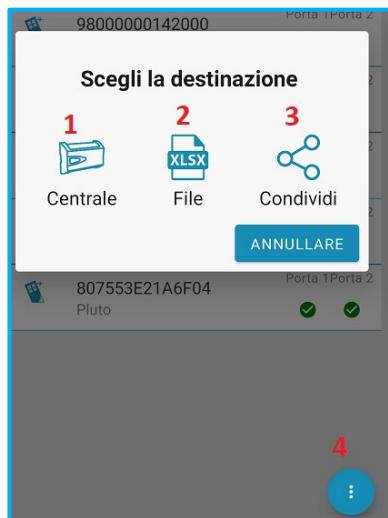 98000000142000
Porta 1Porta 2
Scegli la destinazione
1
2
3
XLSX
Centrale
File
Condividi
ANNULLARE
807553E21A6F04
Porta 1Porta 2
Pluto
4